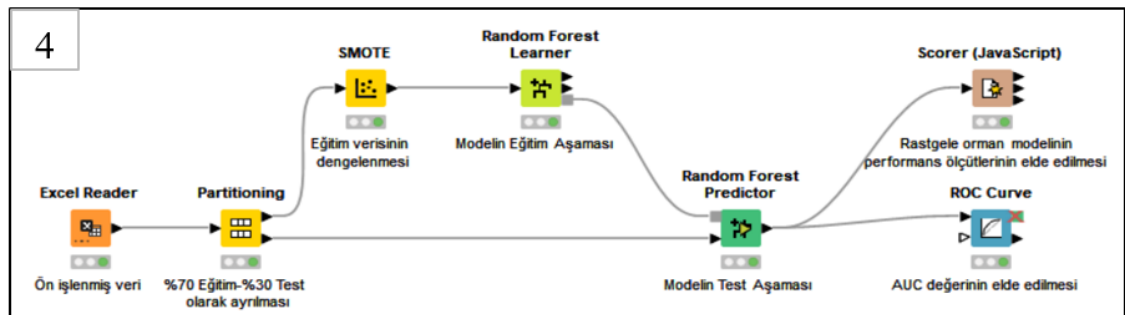 4
SMOTE
Eğitim verisinin
dengelenmesi
Random Forest
Learner
Modelin Eğitim Aşaması
Scorer (JavaScript)
Rastgele orman modelinin
performans ölçütlerinin elde edilmesi
Excel Reader
Ön işlenmiş veri
Partitioning
%70 Eğitim-%30 Test
olarak ayrılması
Random Forest
Predictor
Modelin Test Aşaması
ROC Curve
AUC değerinin elde edilmesi